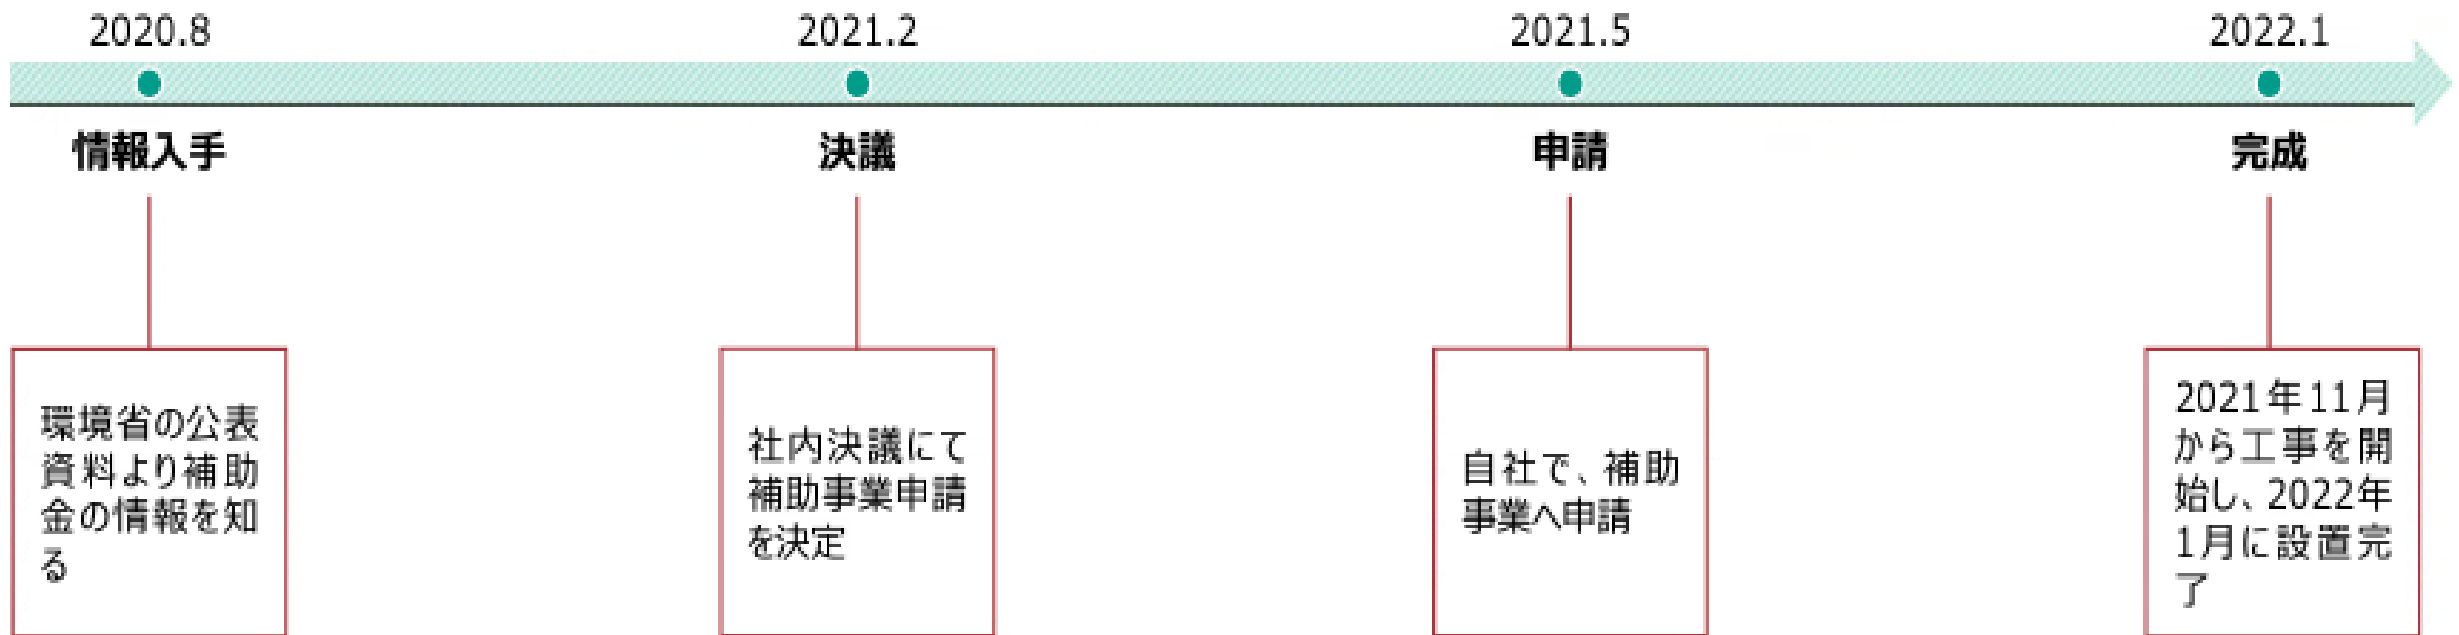 2020.8
2021.2
2021.5
2022.1
情報入手
決議
申請
完成
環境省の公表
資料より補助
金の情報を知
る
社内決議にて
補助事業申請
を決定
自社で、補助
事業へ申請
2021年11月
から工事を開
始し、2022年
1月に設置完
了